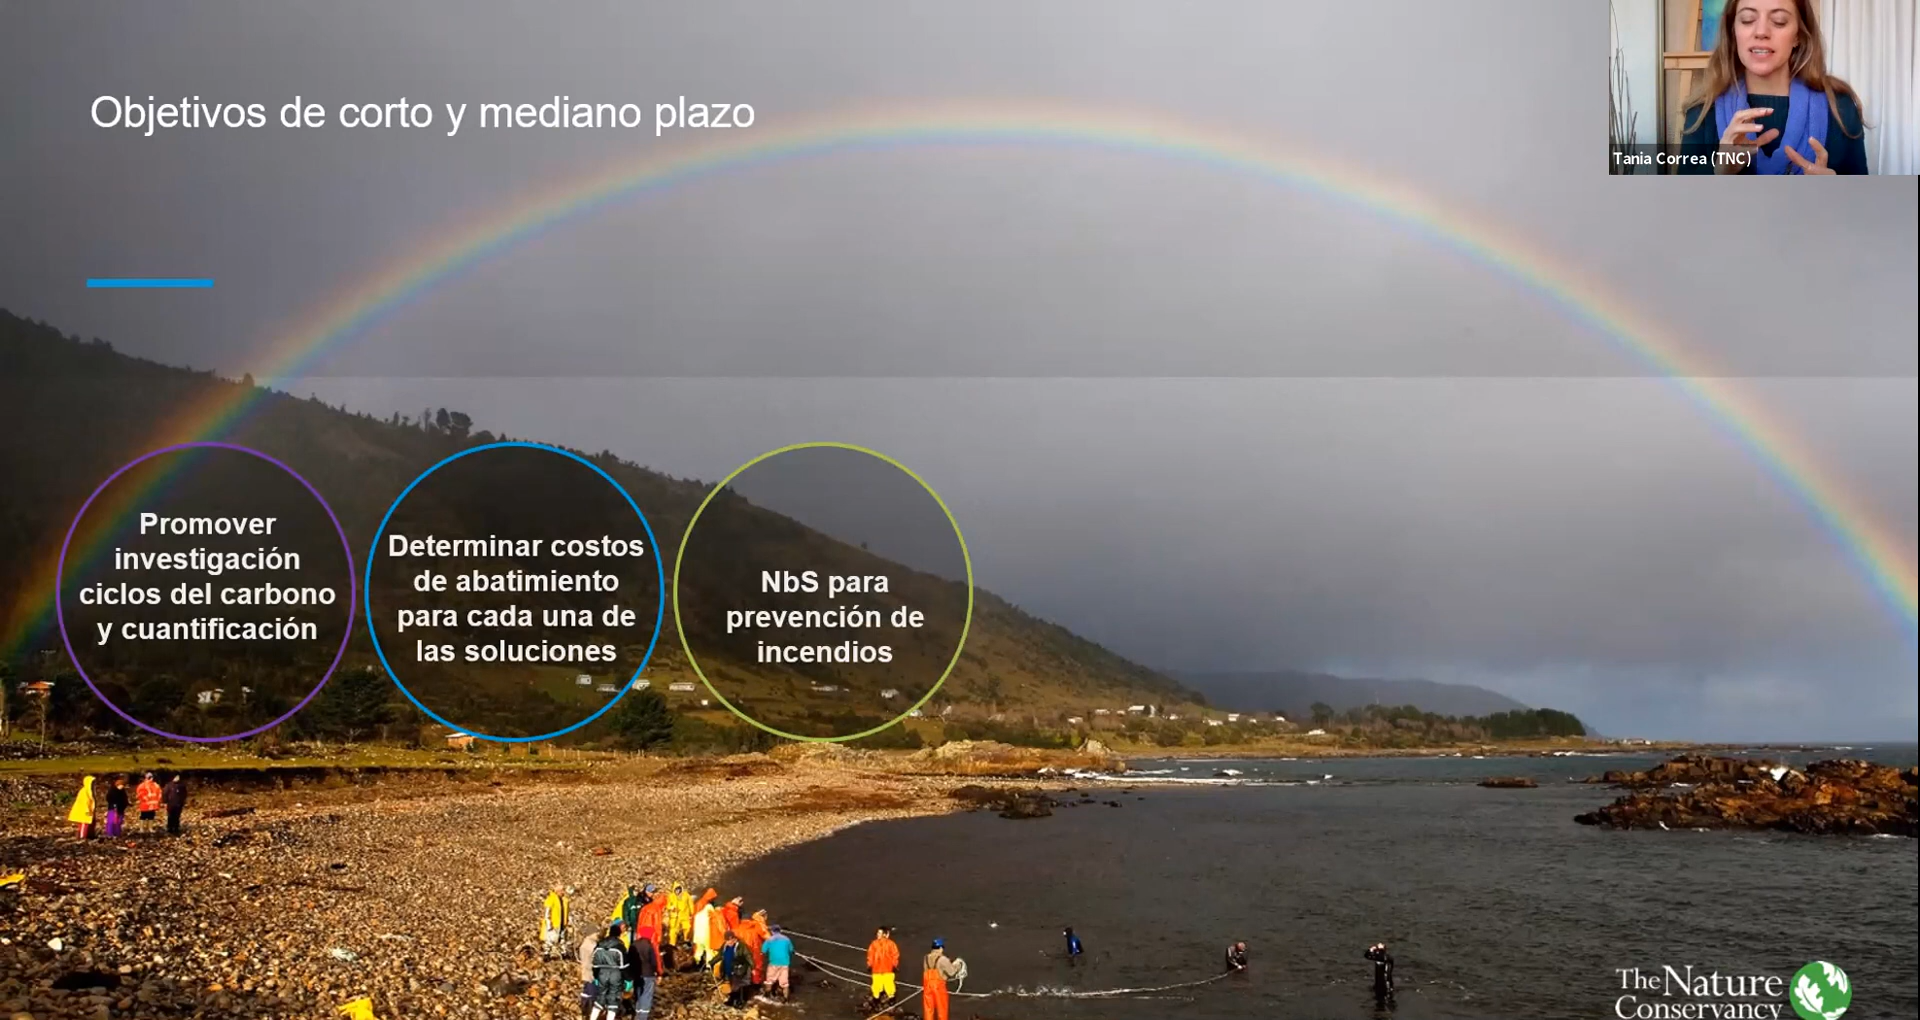 Objetivos de corto y mediano plazo
Tania Correa (TNC)
Promover
investigación
ciclos del carbono
y cuantificación
Determinar costos
de abatimiento
para cada una de
las soluciones
NbS para
prevención de
incendios
The Nature
Conservancy